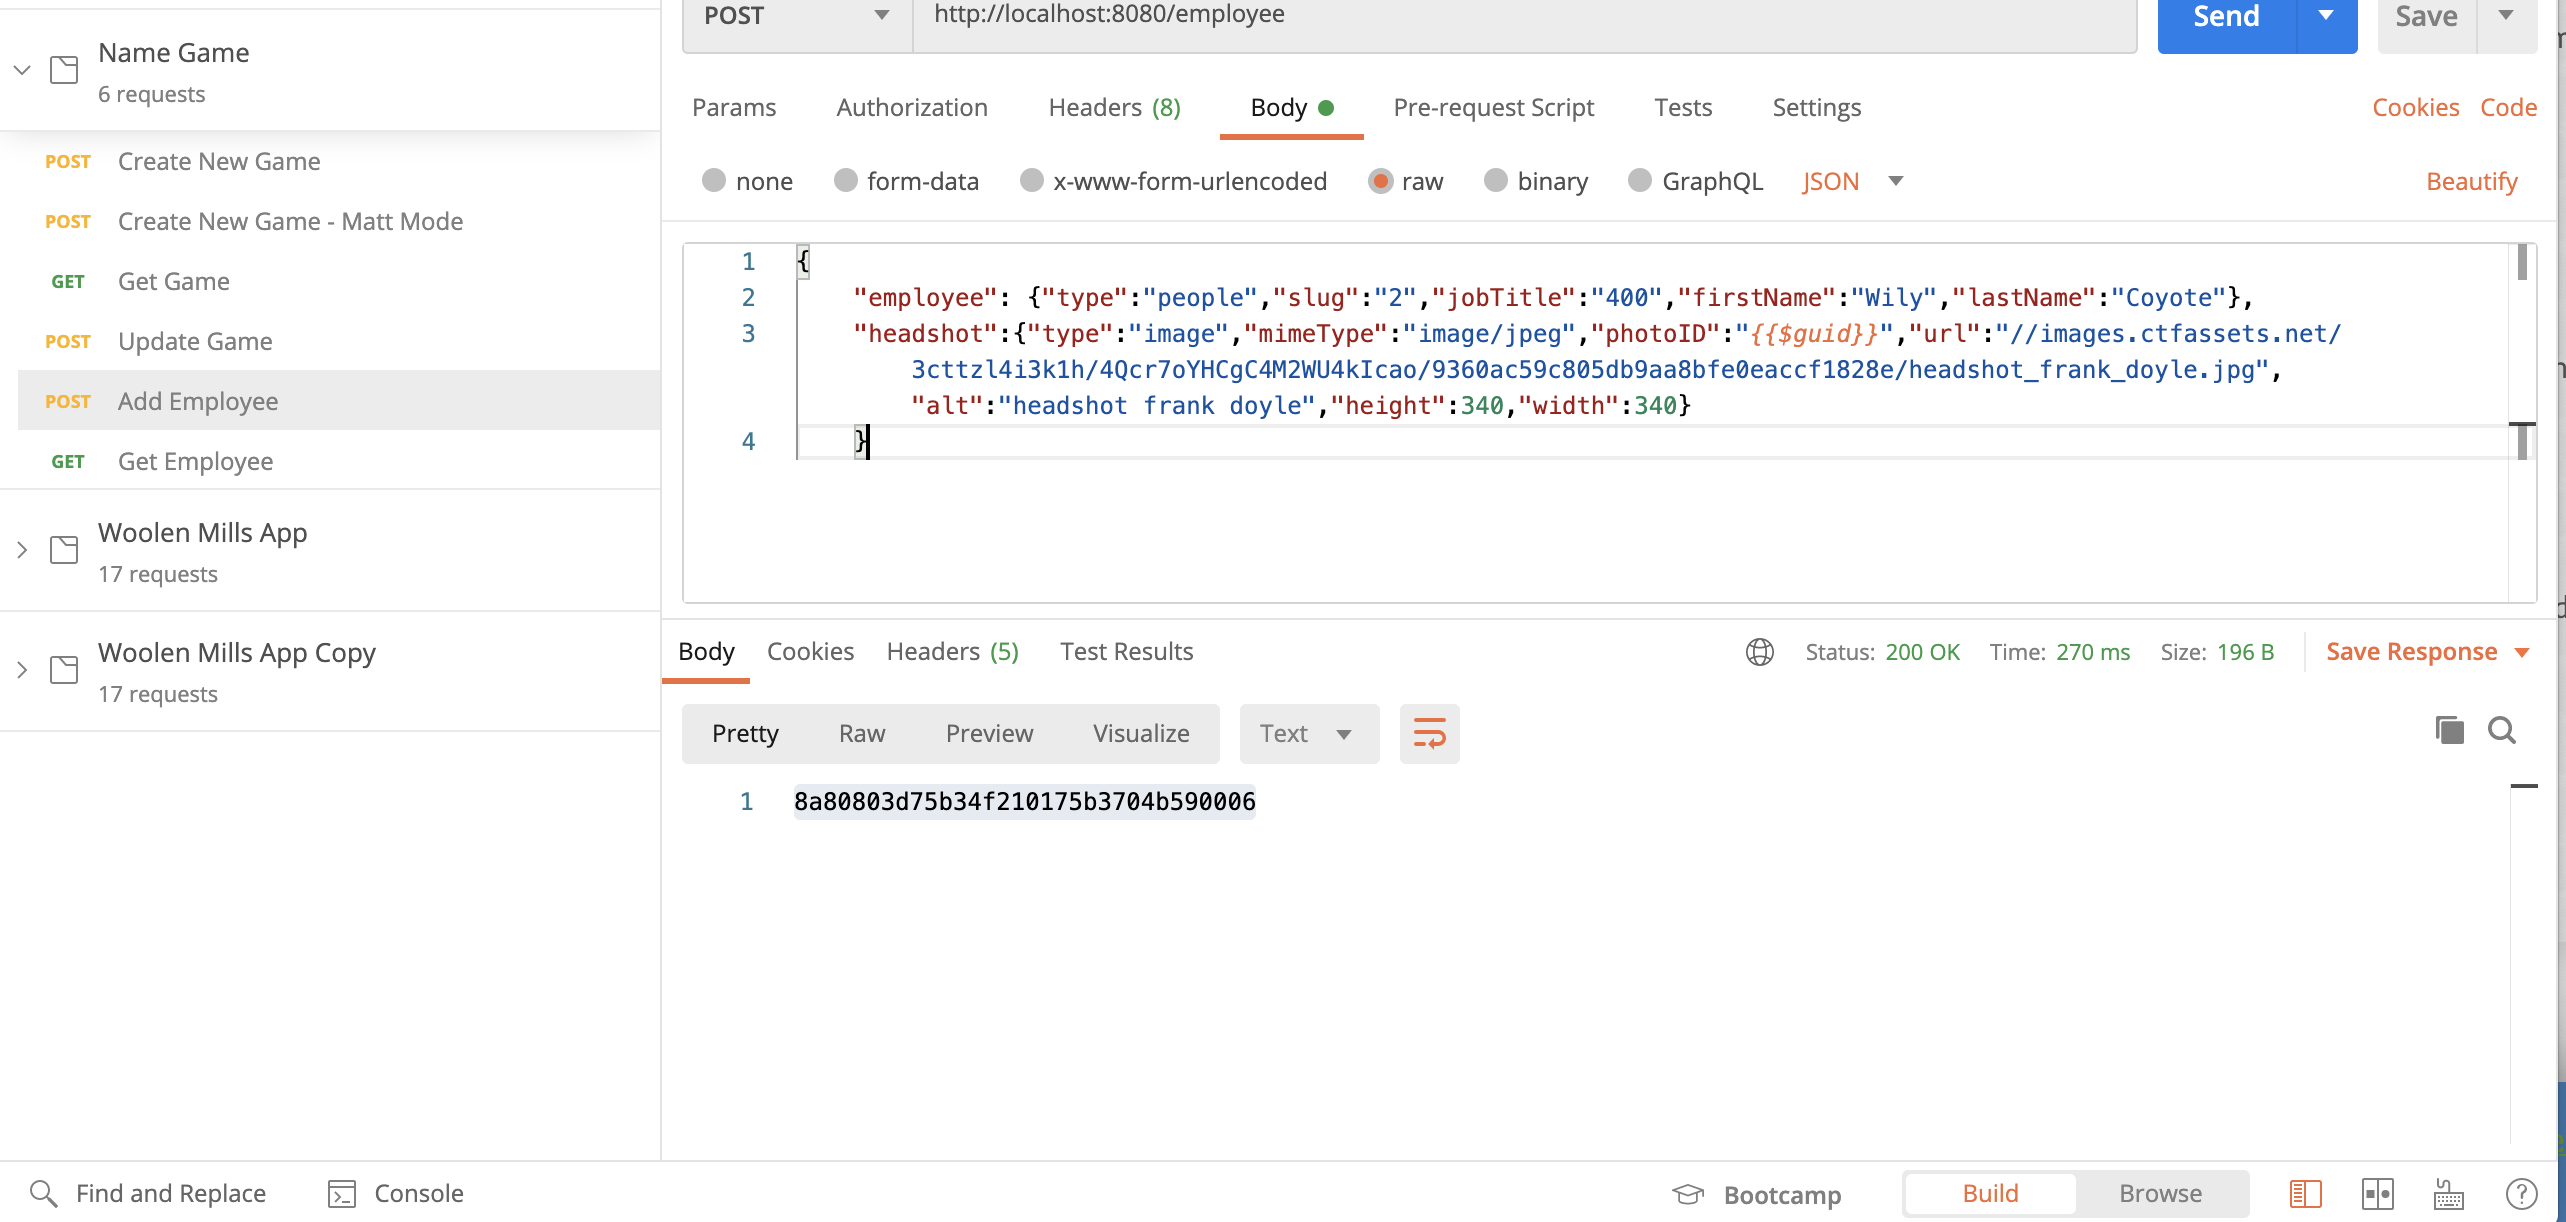 Name Game
6 requests
POST Create New Game
POST Create New Game - Matt Mode
GET Get Game
POST Update Game
POST Add Employee
GET Get Employee
Woolen Mills App
17 requests
Woolen Mills App Copy
17 requests
POST http://localhost:8080/employee Send Save
Params Authorization Headers (8) Body Pre-request Script Tests Settings Cookies Code
none form-data x-www-form-urlencoded raw binary GraphQL JSON Beautify
1 {
2 "employee": {"type":"people","slug":"2","jobTitle":"400","firstName":"Wily","lastName":"Coyote"},
3 "headshot":{"type":"image","mimeType":"image/jpeg","photoID":"{{$guid}}","url":"//images.ctfassets.net/
3cttzl4i3k1h/4Qcr7oYHCgC4M2WU4kIcao/9360ac59c805db9aa8bfe0eaccf1828e/headshot_frank_doyle.jpg",
"alt":"headshot frank doyle","height":340,"width":340}
4 }
Body Cookies Headers (5) Test Results Status: 200 OK Time: 270 ms Size: 196 B Save Response
Pretty Raw Preview Visualize Text
1 8a80803d75b34f210175b3704b590006
Find and Replace Console Bootcamp Build Browse